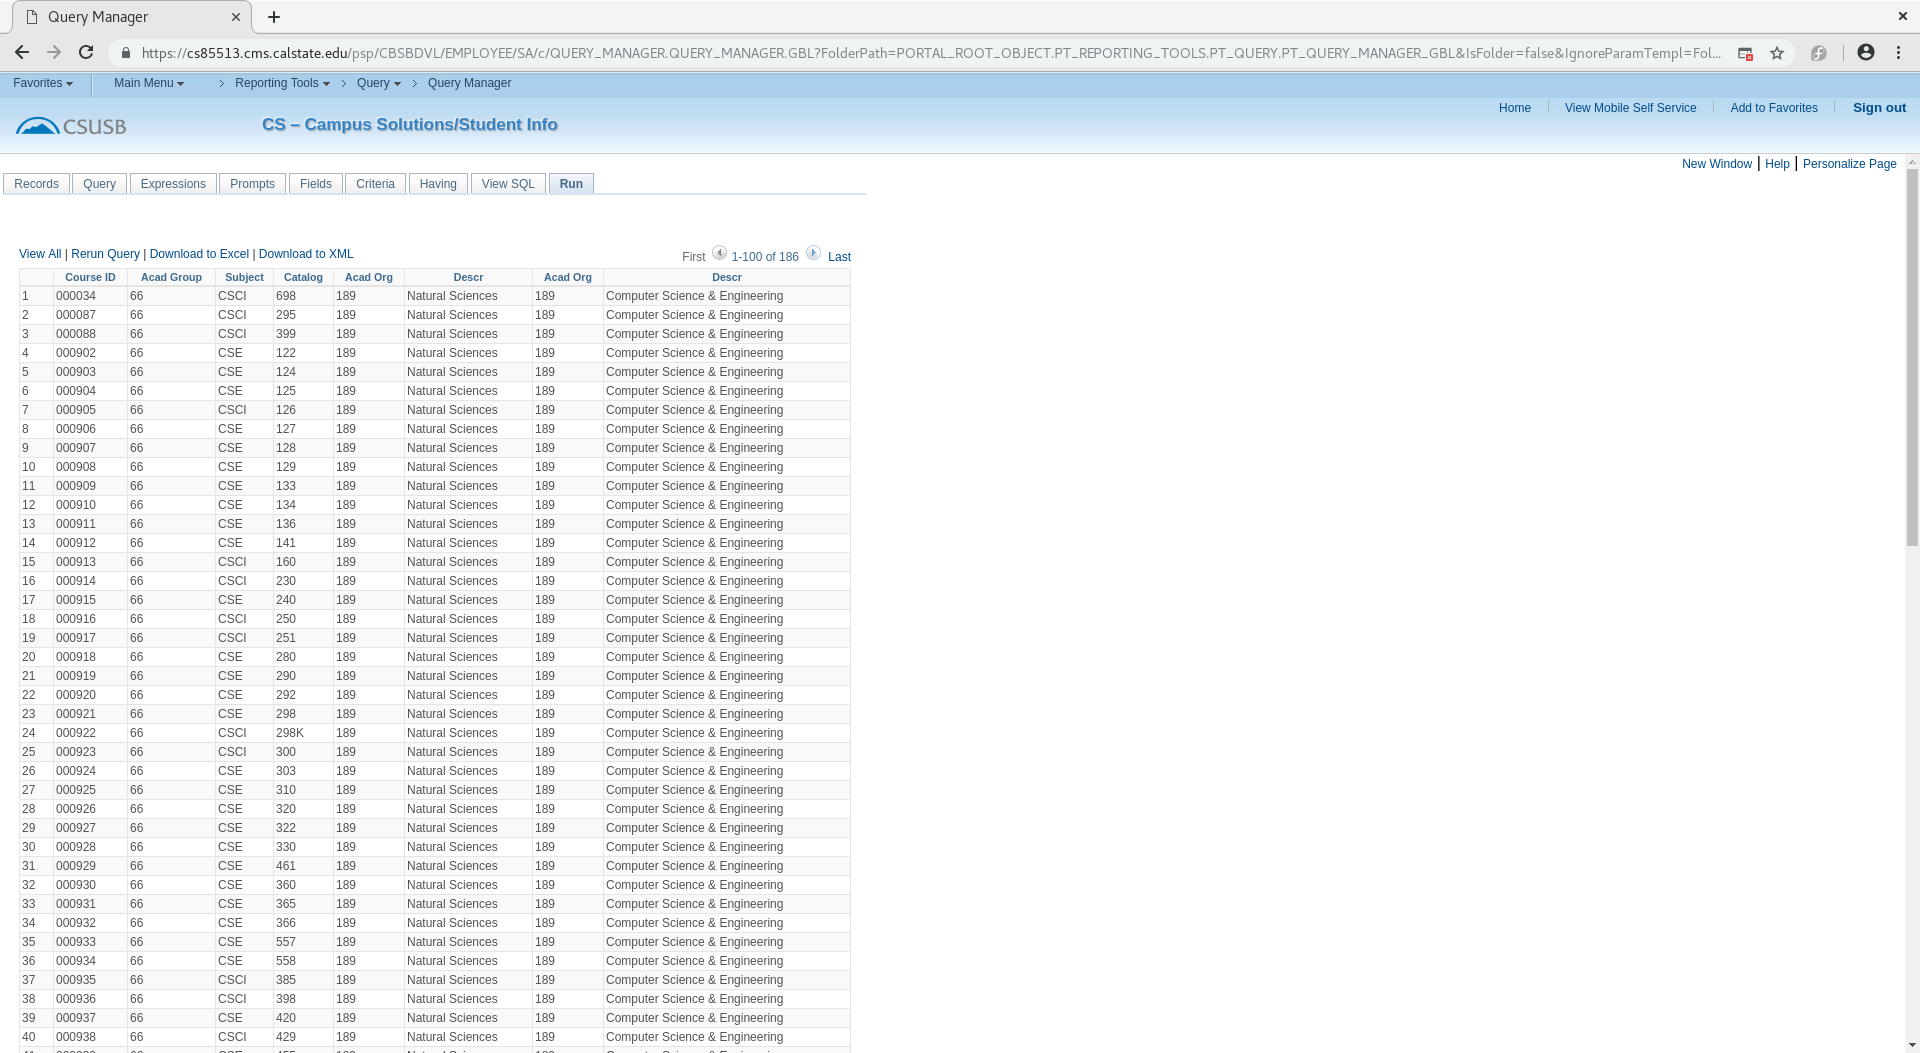 Query Manager
https://cs85513.cms.calstate.edu/psp/CBSBDVL/EMPLOYEE/SA/c/QUERY_MANAGER.QUERY_MANAGER.GBL?FolderPath=PORTAL_ROOT_OBJECT.PT_REPORTING_TOOLS.PT_QUERY.PT_QUERY_MANAGER_GBL&IsFolder=false&IgnoreParamTempl=Fol...
Favorites Main Menu > Reporting Tools > Query > Query Manager
Home View Mobile Self Service Add to Favorites Sign out
CSUSB CS – Campus Solutions/Student Info
New Window | Help | Personalize Page
Records Query Expressions Prompts Fields Criteria Having View SQL Run
View All | Rerun Query | Download to Excel | Download to XML First 1-100 of 186 Last
Course ID Acad Group Subject Catalog Acad Org Descr Acad Org Descr
1 000034 66 CSCI 698 189 Natural Sciences 189 Computer Science & Engineering
2 000087 66 CSCI 295 189 Natural Sciences 189 Computer Science & Engineering
3 000088 66 CSCI 399 189 Natural Sciences 189 Computer Science & Engineering
4 000902 66 CSE 122 189 Natural Sciences 189 Computer Science & Engineering
5 000903 66 CSE 124 189 Natural Sciences 189 Computer Science & Engineering
6 000904 66 CSE 125 189 Natural Sciences 189 Computer Science & Engineering
7 000905 66 CSCI 126 189 Natural Sciences 189 Computer Science & Engineering
8 000906 66 CSE 127 189 Natural Sciences 189 Computer Science & Engineering
9 000907 66 CSE 128 189 Natural Sciences 189 Computer Science & Engineering
10 000908 66 CSE 129 189 Natural Sciences 189 Computer Science & Engineering
11 000909 66 CSE 133 189 Natural Sciences 189 Computer Science & Engineering
12 000910 66 CSE 134 189 Natural Sciences 189 Computer Science & Engineering
13 000911 66 CSE 136 189 Natural Sciences 189 Computer Science & Engineering
14 000912 66 CSE 141 189 Natural Sciences 189 Computer Science & Engineering
15 000913 66 CSCI 160 189 Natural Sciences 189 Computer Science & Engineering
16 000914 66 CSCI 230 189 Natural Sciences 189 Computer Science & Engineering
17 000915 66 CSE 240 189 Natural Sciences 189 Computer Science & Engineering
18 000916 66 CSCI 250 189 Natural Sciences 189 Computer Science & Engineering
19 000917 66 CSCI 251 189 Natural Sciences 189 Computer Science & Engineering
20 000918 66 CSE 280 189 Natural Sciences 189 Computer Science & Engineering
21 000919 66 CSE 290 189 Natural Sciences 189 Computer Science & Engineering
22 000920 66 CSE 292 189 Natural Sciences 189 Computer Science & Engineering
23 000921 66 CSE 298 189 Natural Sciences 189 Computer Science & Engineering
24 000922 66 CSCI 298K 189 Natural Sciences 189 Computer Science & Engineering
25 000923 66 CSCI 300 189 Natural Sciences 189 Computer Science & Engineering
26 000924 66 CSE 303 189 Natural Sciences 189 Computer Science & Engineering
27 000925 66 CSE 310 189 Natural Sciences 189 Computer Science & Engineering
28 000926 66 CSE 320 189 Natural Sciences 189 Computer Science & Engineering
29 000927 66 CSE 322 189 Natural Sciences 189 Computer Science & Engineering
30 000928 66 CSE 330 189 Natural Sciences 189 Computer Science & Engineering
31 000929 66 CSE 461 189 Natural Sciences 189 Computer Science & Engineering
32 000930 66 CSE 360 189 Natural Sciences 189 Computer Science & Engineering
33 000931 66 CSE 365 189 Natural Sciences 189 Computer Science & Engineering
34 000932 66 CSE 366 189 Natural Sciences 189 Computer Science & Engineering
35 000933 66 CSE 557 189 Natural Sciences 189 Computer Science & Engineering
36 000934 66 CSE 558 189 Natural Sciences 189 Computer Science & Engineering
37 000935 66 CSCI 385 189 Natural Sciences 189 Computer Science & Engineering
38 000936 66 CSCI 398 189 Natural Sciences 189 Computer Science & Engineering
39 000937 66 CSE 420 189 Natural Sciences 189 Computer Science & Engineering
40 000938 66 CSCI 429 189 Natural Sciences 189 Computer Science & Engineering